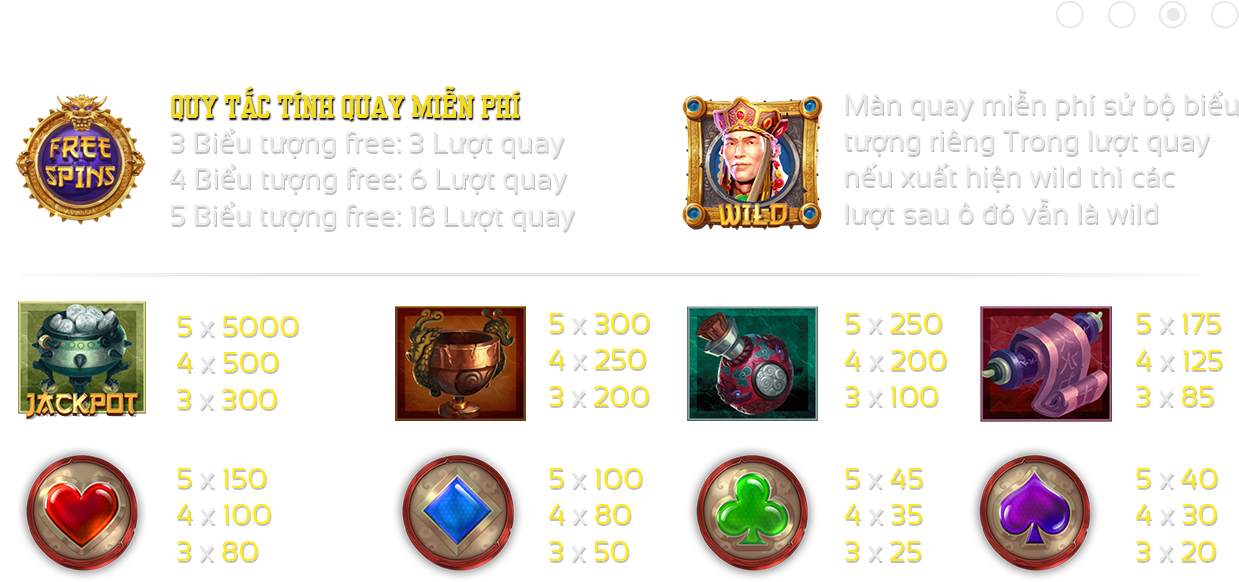 FREE
SPINS
QUY TẮC TÍNH QUAY MIỄN PHÍ
3 Biểu tượng free: 3 Lượt quay
4 Biểu tượng free: 6 Lượt quay
5 Biểu tượng free: 18 Lượt quay
WILD
Màn quay miễn phí sử bộ biểu
tượng riêng Trong lượt quay
nếu xuất hiện wild thì các
lượt sau ô đó vẫn là wild
JACKPOT
5 x 5000
4 x 500
3 x 300
5 x 300
4 x 250
3 x 200
5 x 250
4 x 200
3 x 100
5 x 175
4 x 125
3 x 85
5 x 150
4 x 100
3 x 80
5 x 100
4 x 80
3 x 50
5 x 45
4 x 35
3 x 25
5 x 40
4 x 30
3 x 20